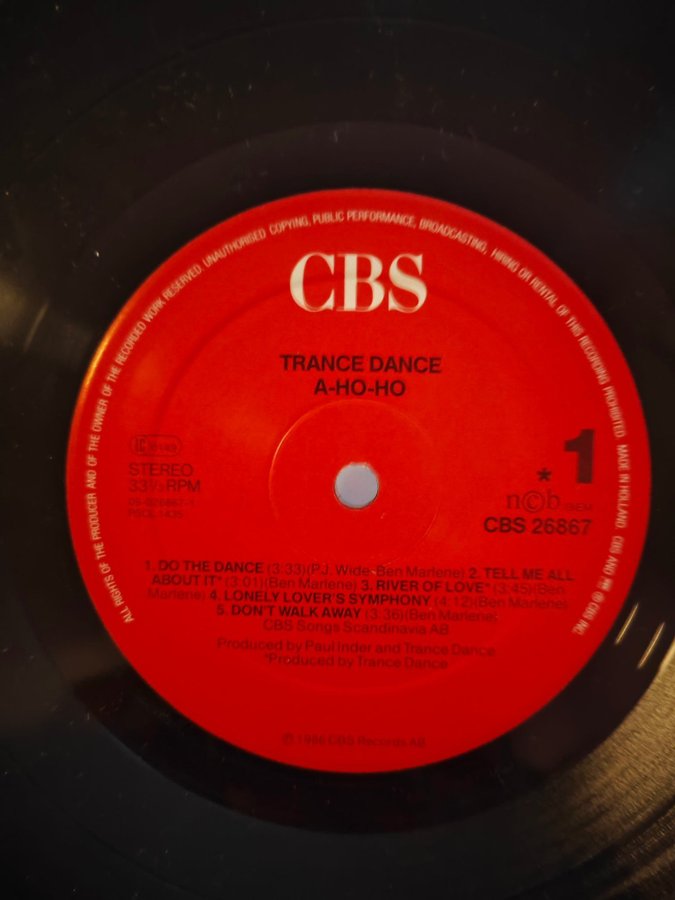 ALL RIGHTS OF THE PRODUCER AND OF THE OWNER OF THE RECORDED WORK RESERVED. UNAUTHORISED COPYING, PUBLIC PERFORMANCE, BROADCASTING, HIRING OR RENTAL OF THIS RECORDING PROHIBITED. MADE IN HOLLAND.
CBS
TRANCE DANCE
A-HO-HO
STEREO
33⅓ RPM
* 1
n©b
CBS 26867
1. DO THE DANCE (3:33)(P.J. Wide/Ben Marlene) 2. TELL ME ALL
ABOUT IT* (3:01)(Ben Marlene) 3. RIVER OF LOVE* (3:45)(Ben
Marlene) 4. LONELY LOVER'S SYMPHONY (4:12)(Ben Marlene)
5. DON'T WALK AWAY (3:36)(Ben Marlene)
CBS Songs Scandinavia AB
Produced by Paul Inder and Trance Dance
*Produced by Trance Dance
CBS Records AB